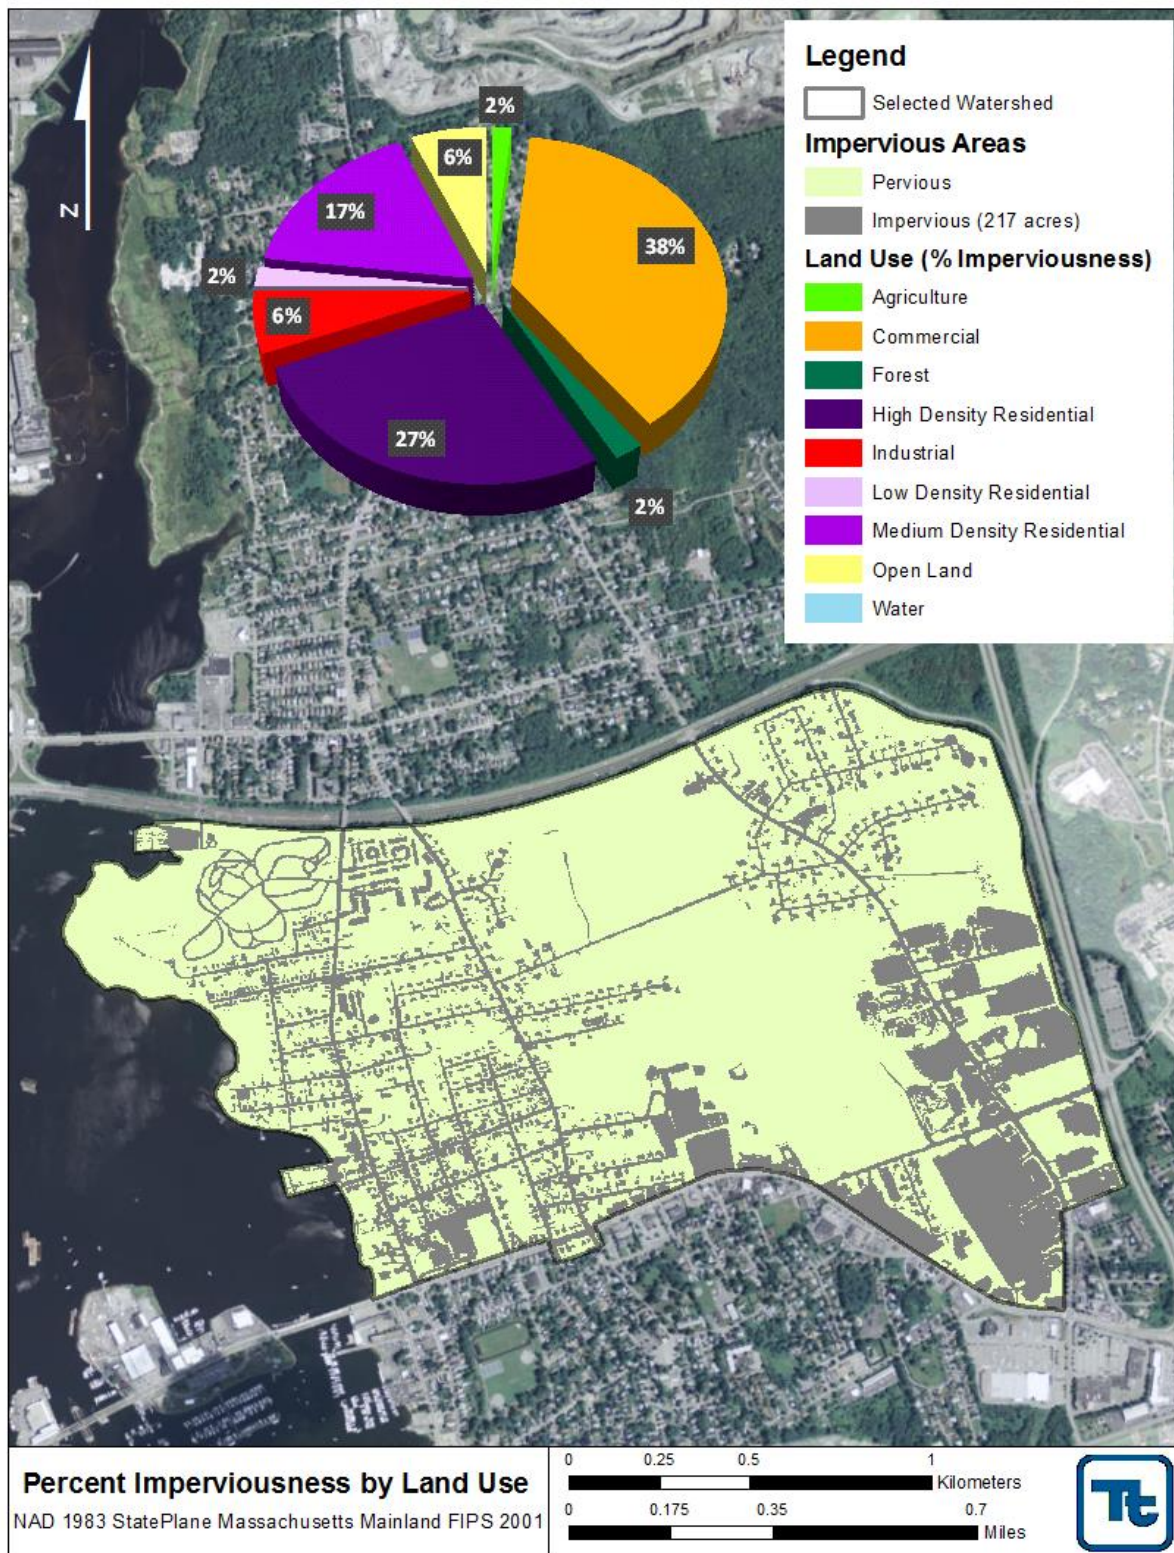 Legend
Selected Watershed
Impervious Areas
Pervious
Impervious (217 acres)
Land Use (% Imperviousness)
Agriculture
Commercial
Forest
High Density Residential
Industrial
Low Density Residential
Medium Density Residential
Open Land
Water
2%
6%
38%
17%
2%
6%
27%
2%
N
Percent Imperviousness by Land Use
NAD 1983 StatePlane Massachusetts Mainland FIPS 2001
0 0.25 0.5 1
Kilometers
0 0.175 0.35 0.7
Miles
Tt